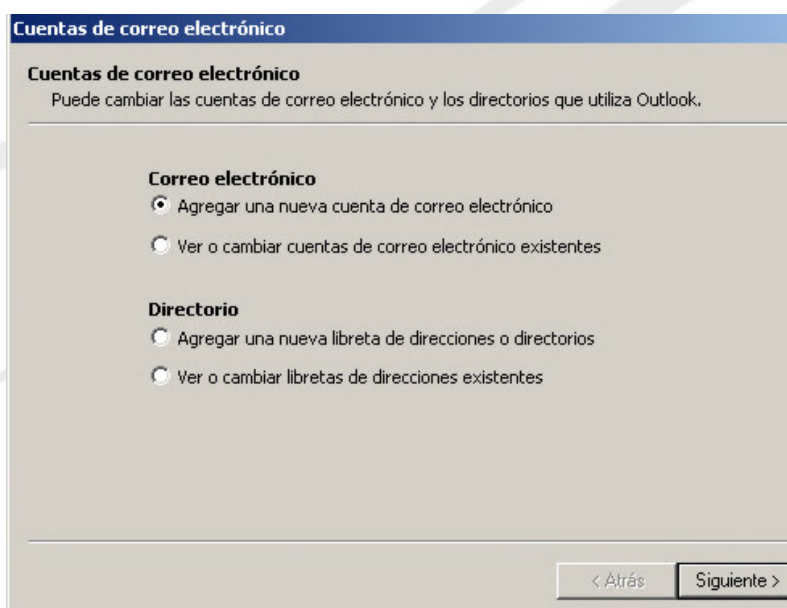 Cuentas de correo electrónico
Cuentas de correo electrónico
Puede cambiar las cuentas de correo electrónico y los directorios que utiliza Outlook.
Correo electrónico
Agregar una nueva cuenta de correo electrónico
Ver o cambiar cuentas de correo electrónico existentes
Directorio
Agregar una nueva libreta de direcciones o directorios
Ver o cambiar libretas de direcciones existentes
< Atrás
Siguiente >